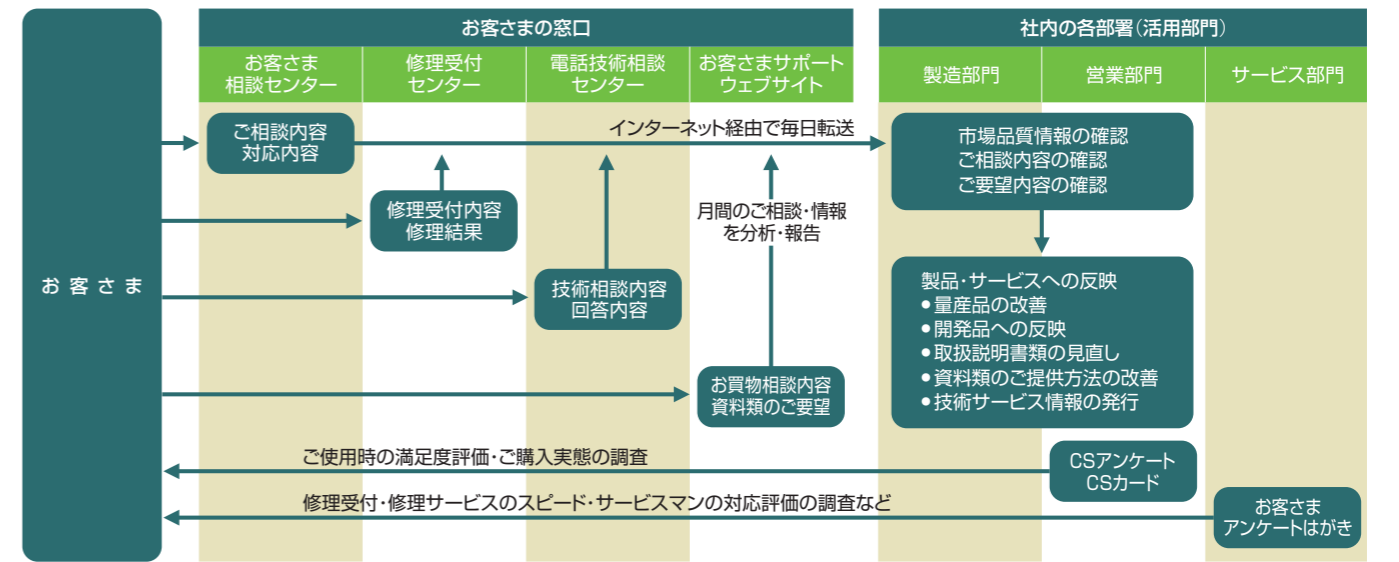 お客さま
お客さまの窓口
社内の各部署(活用部門)
お客さま
相談センター
修理受付
センター
電話技術相談
センター
お客さまサポート
ウェブサイト
製造部門
営業部門
サービス部門
ご相談内容
対応内容
インターネット経由で毎日転送
市場品質情報の確認
ご相談内容の確認
ご要望内容の確認
修理受付内容
修理結果
月間のご相談・情報
を分析・報告
技術相談内容
回答内容
製品・サービスへの反映
●量産品の改善
●開発品への反映
●取扱説明書類の見直し
●資料類のご提供方法の改善
●技術サービス情報の発行
お買物相談内容
資料類のご要望
ご使用時の満足度評価・ご購入実態の調査
CSアンケート
CSカード
修理受付・修理サービスのスピード・サービスマンの対応評価の調査など
お客さま
アンケートはがき